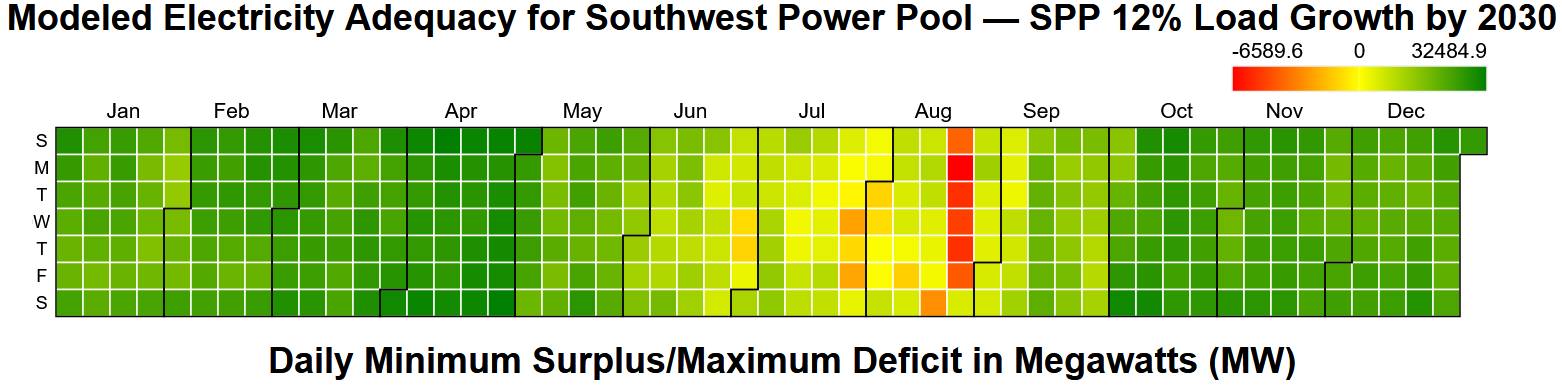 Modeled Electricity Adequacy for Southwest Power Pool — SPP 12% Load Growth by 2030
-6589.6 0 32484.9
Jan Feb Mar Apr May Jun Jul Aug Sep Oct Nov Dec
S
M
T
W
T
F
S
Daily Minimum Surplus/Maximum Deficit in Megawatts (MW)